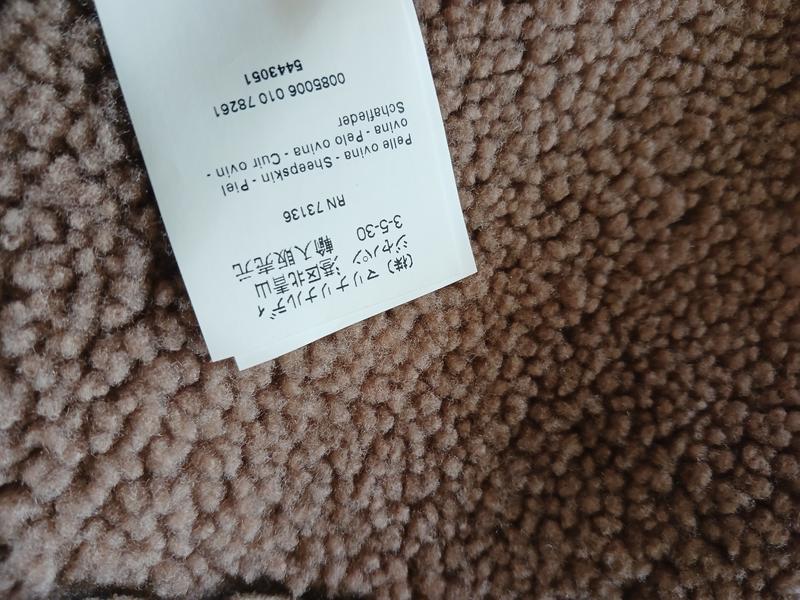 (株) マリナリナルディ
ジャパン 港区北青山
3-5-30 輸入販売元
RN 73136
Pelle ovina - Sheepskin - Piel
ovina - Pelo ovina - Cuir ovin -
Schafleder
0085006 010 78261
5443051